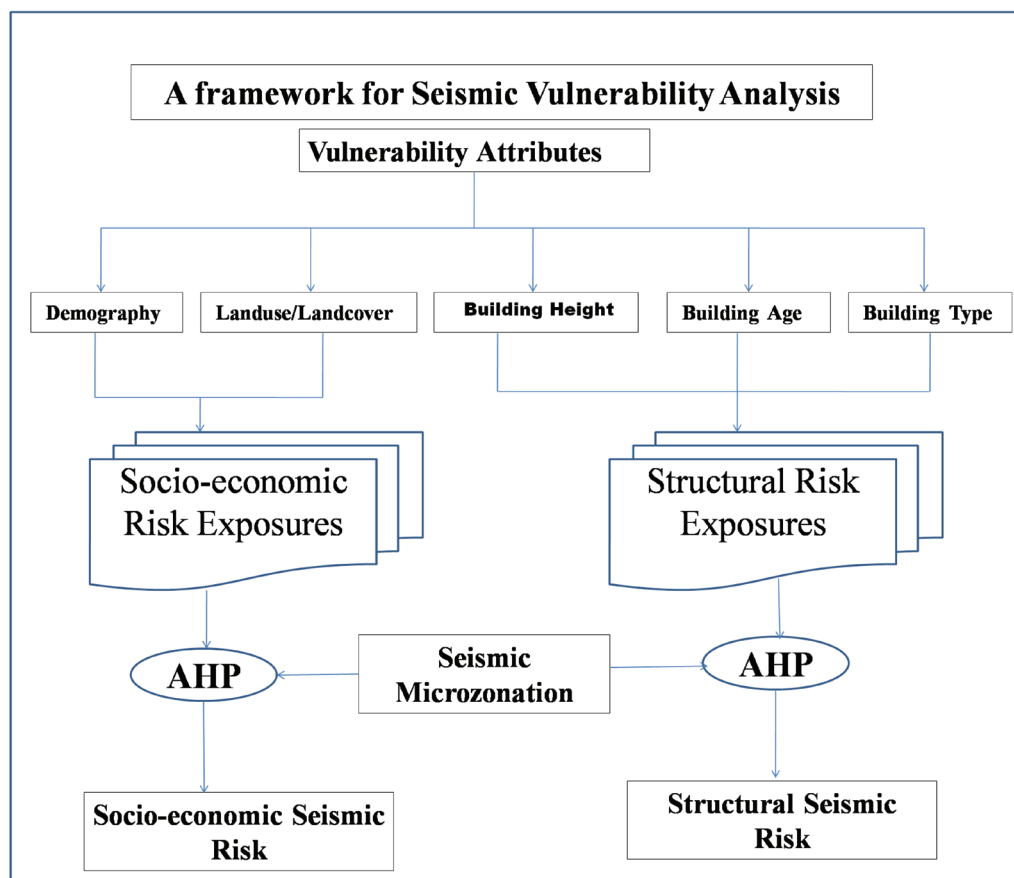 A framework for Seismic Vulnerability Analysis
Vulnerability Attributes
Demography
Landuse/Landcover
Building Height
Building Age
Building Type
Socio-economic
Risk Exposures
Structural Risk
Exposures
AHP
Seismic
Microzonation
AHP
Socio-economic Seismic
Risk
Structural Seismic
Risk